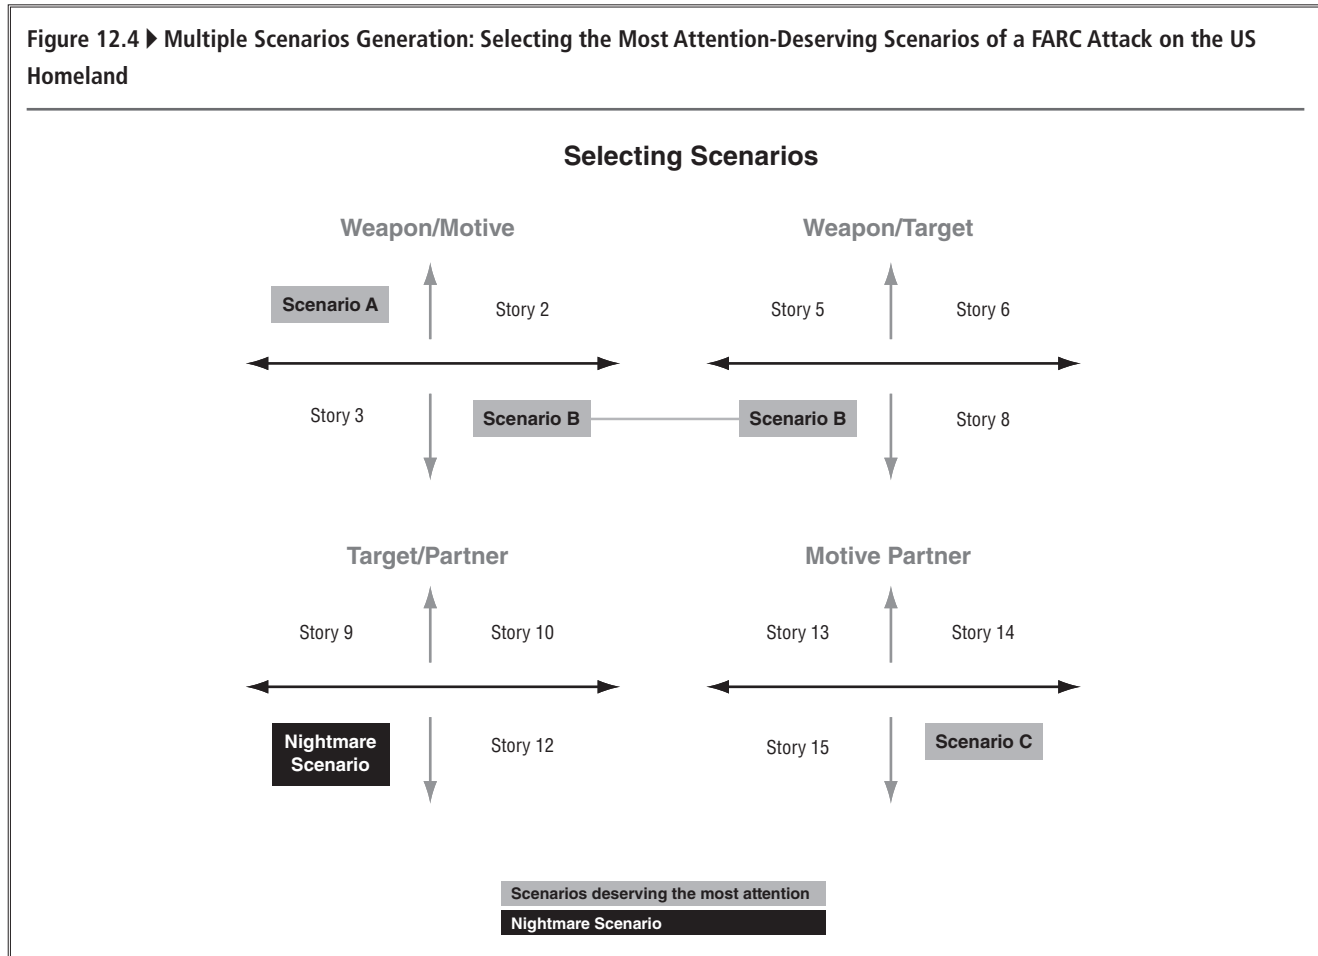 Figure 12.4 ▶ Multiple Scenarios Generation: Selecting the Most Attention-Deserving Scenarios of a FARC Attack on the US
Homeland
Selecting Scenarios
Weapon/Motive
Scenario A
Story 2
Story 3
Scenario B
Weapon/Target
Story 5
Story 6
Scenario B
Story 8
Target/Partner
Story 9
Story 10
Nightmare
Scenario
Story 12
Motive Partner
Story 13
Story 14
Story 15
Scenario C
Scenarios deserving the most attention
Nightmare Scenario